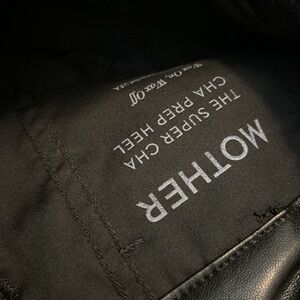 MOTHER
THE SUPER CHA
CHA PREP HEEL
Wax On, Wax Off